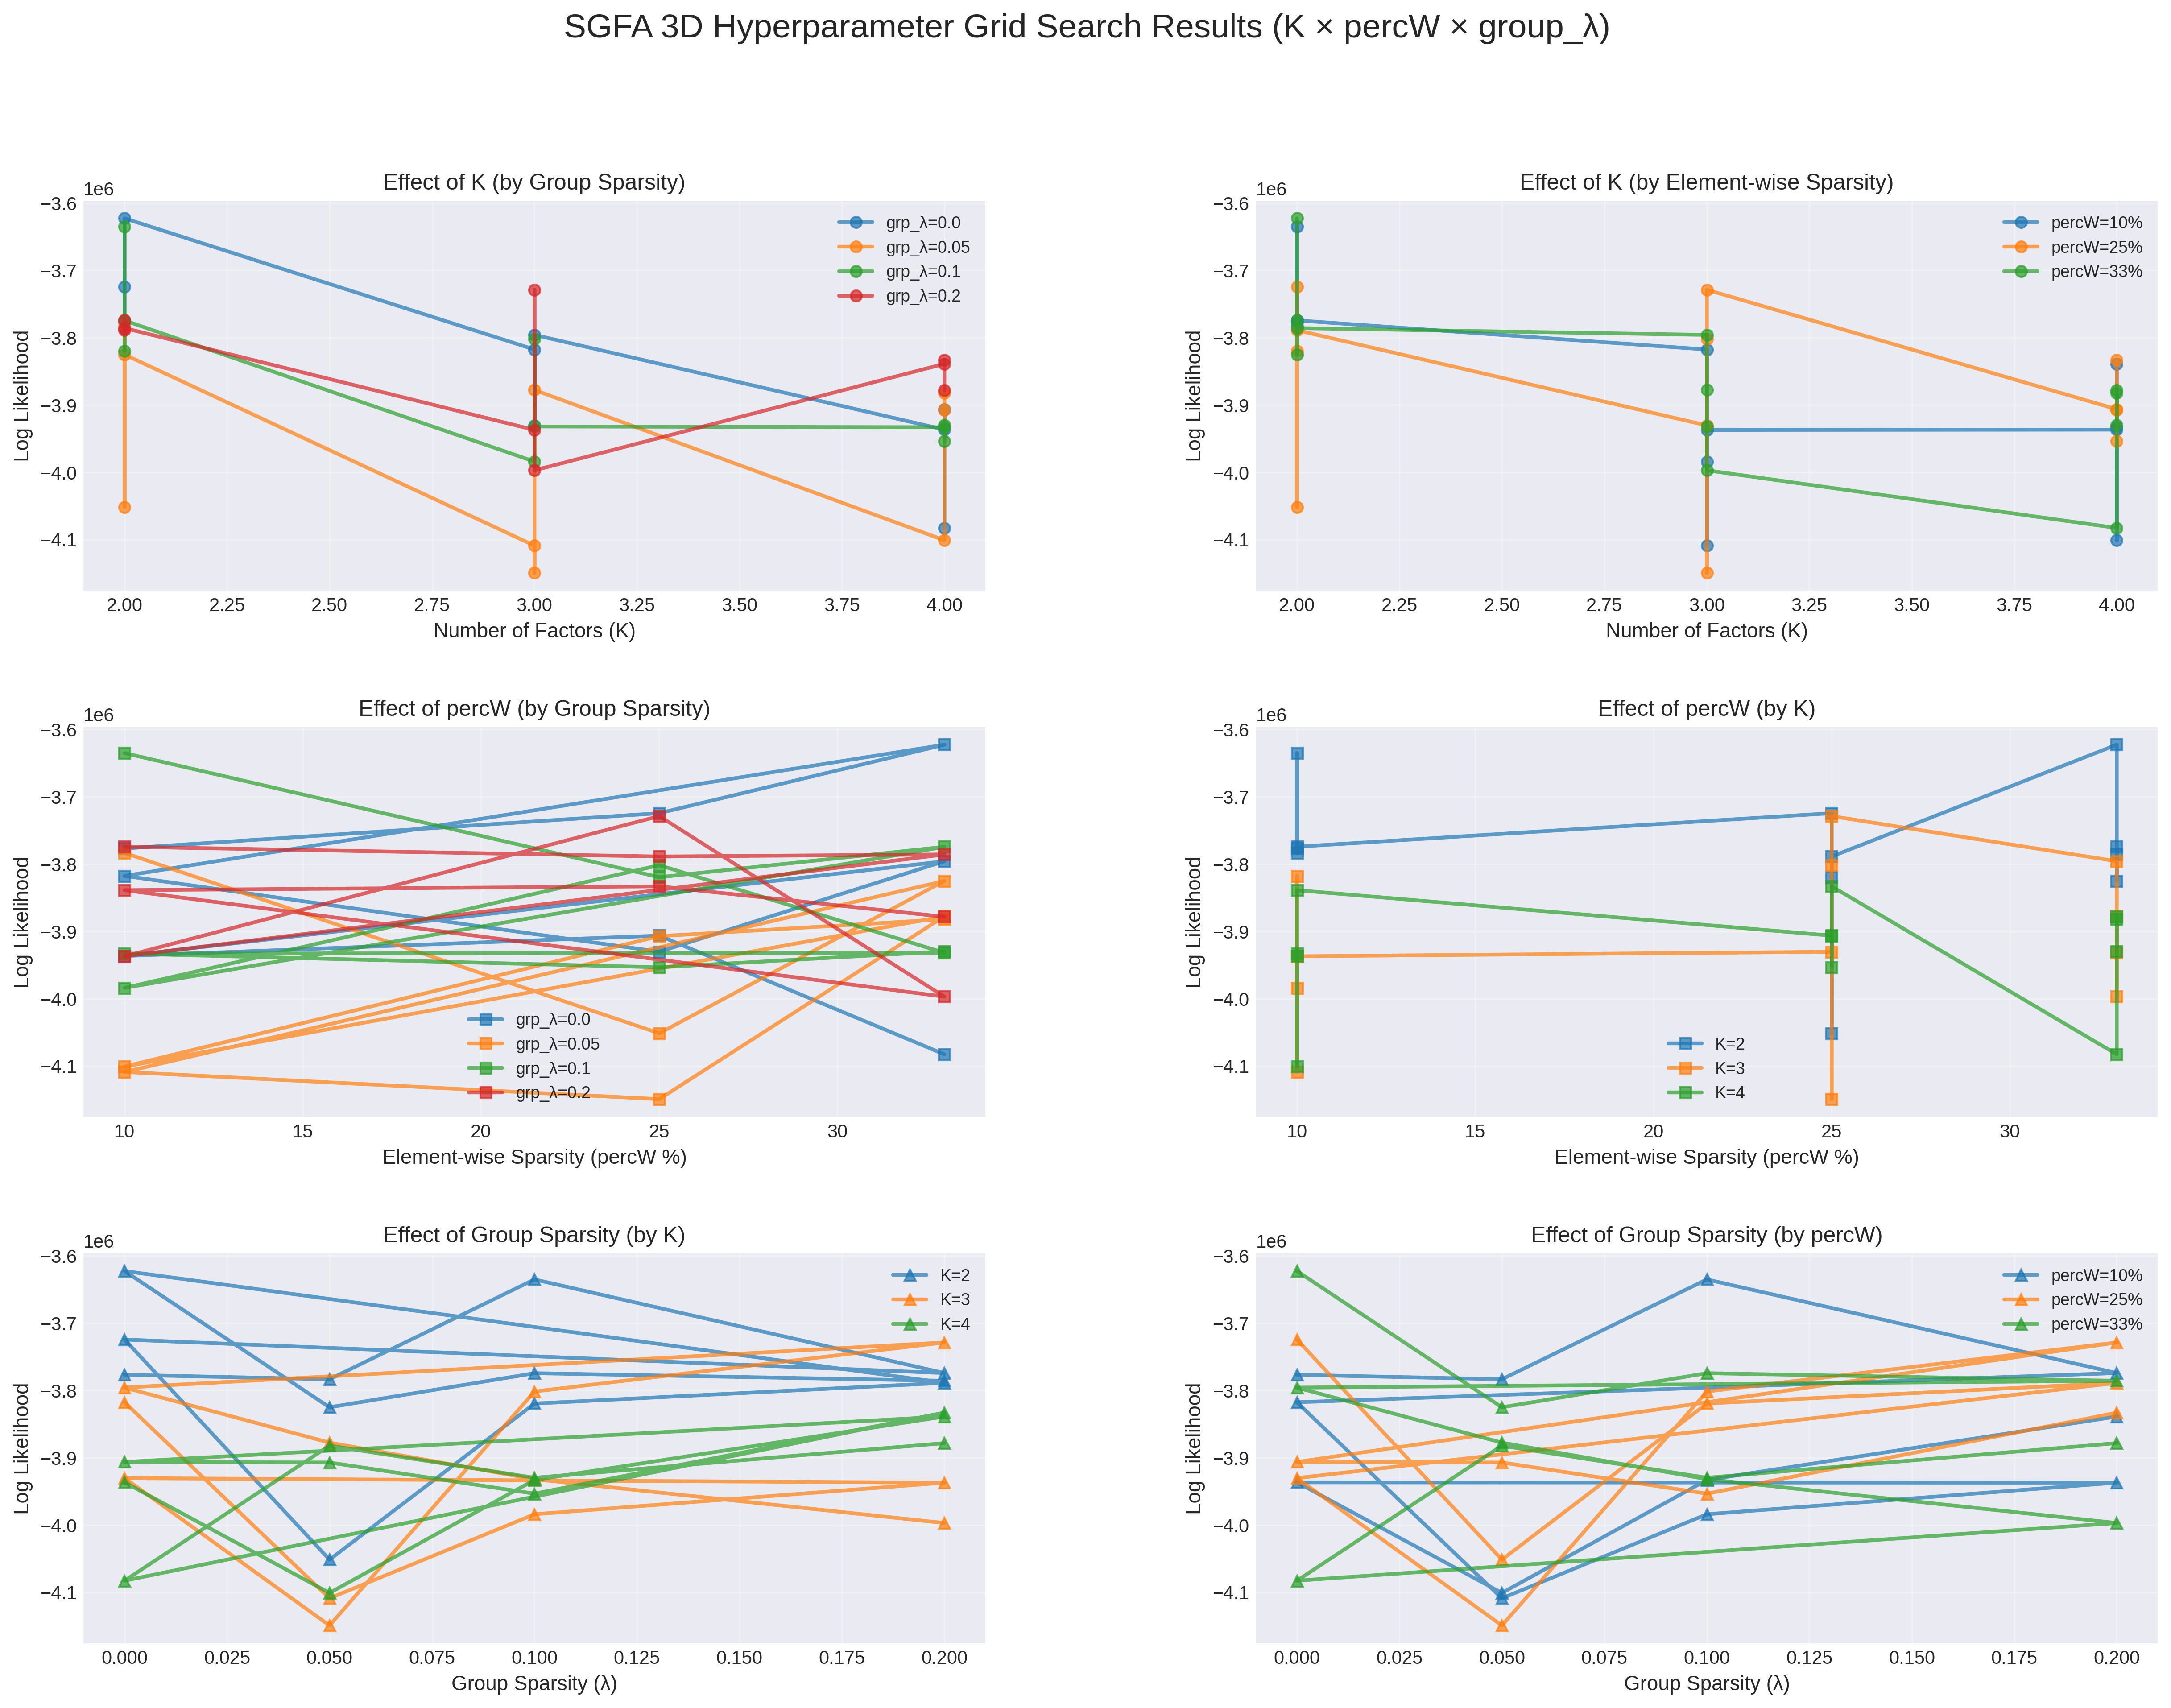 SGFA 3D Hyperparameter Grid Search Results (K × percW × group_λ)
Effect of K (by Group Sparsity)
1e6
−3.6
−3.7
−3.8
−3.9
−4.0
−4.1
Log Likelihood
grp_λ=0.0
grp_λ=0.05
grp_λ=0.1
grp_λ=0.2
2.00 2.25 2.50 2.75 3.00 3.25 3.50 3.75 4.00
Number of Factors (K)
Effect of K (by Element-wise Sparsity)
1e6
−3.6
−3.7
−3.8
−3.9
−4.0
−4.1
Log Likelihood
percW=10%
percW=25%
percW=33%
2.00 2.25 2.50 2.75 3.00 3.25 3.50 3.75 4.00
Number of Factors (K)
Effect of percW (by Group Sparsity)
1e6
−3.6
−3.7
−3.8
−3.9
−4.0
−4.1
Log Likelihood
grp_λ=0.0
grp_λ=0.05
grp_λ=0.1
grp_λ=0.2
10 15 20 25 30
Element-wise Sparsity (percW %)
Effect of percW (by K)
1e6
−3.6
−3.7
−3.8
−3.9
−4.0
−4.1
Log Likelihood
K=2
K=3
K=4
10 15 20 25 30
Element-wise Sparsity (percW %)
Effect of Group Sparsity (by K)
1e6
−3.6
−3.7
−3.8
−3.9
−4.0
−4.1
Log Likelihood
K=2
K=3
K=4
0.000 0.025 0.050 0.075 0.100 0.125 0.150 0.175 0.200
Group Sparsity (λ)
Effect of Group Sparsity (by percW)
1e6
−3.6
−3.7
−3.8
−3.9
−4.0
−4.1
Log Likelihood
percW=10%
percW=25%
percW=33%
0.000 0.025 0.050 0.075 0.100 0.125 0.150 0.175 0.200
Group Sparsity (λ)